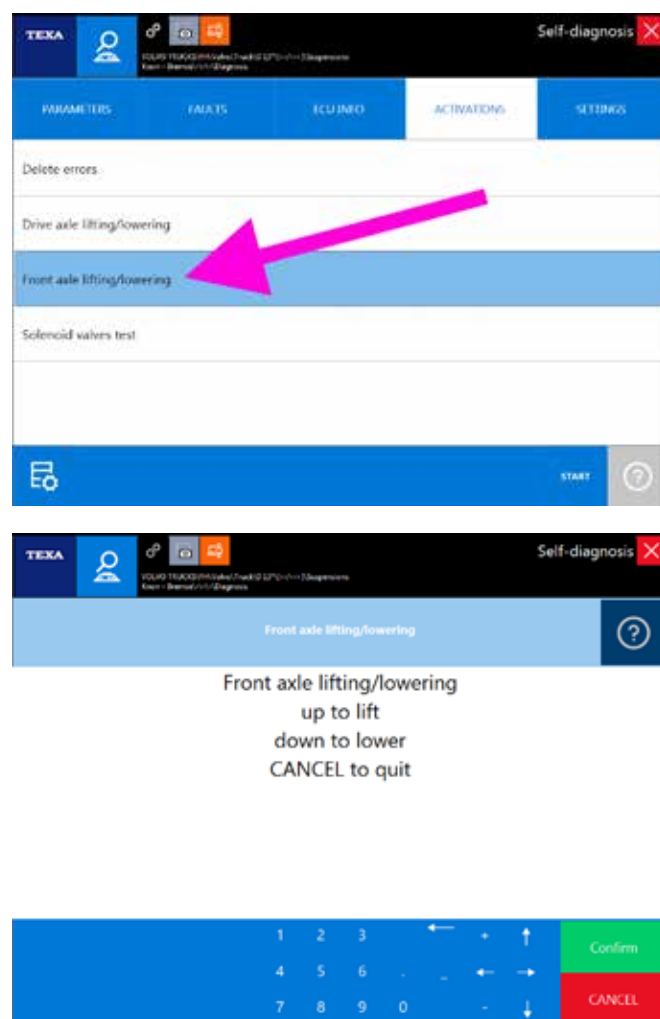 TEXA
Self-diagnosis
PARAMETERS FAULTS ECU INFO ACTIVATIONS SETTINGS
Delete errors
Drive axle lifting/lowering
Front axle lifting/lowering
Solenoid valves test
START
TEXA
Self-diagnosis
Front axle lifting/lowering
Front axle lifting/lowering
up to lift
down to lower
CANCEL to quit
1 2 3 ← + ↑
Confirm
4 5 6 . _ ← →
7 8 9 0 - ↓
CANCEL